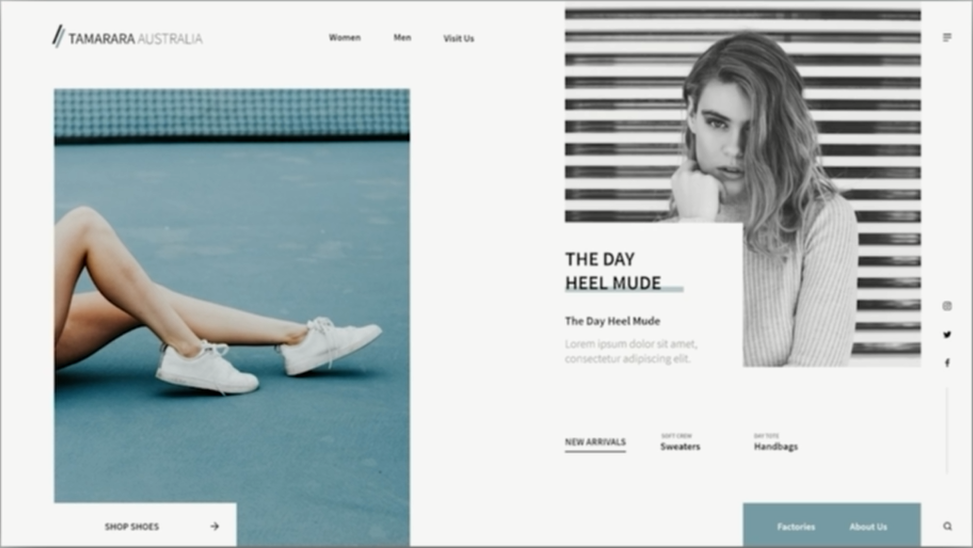 TAMARARA AUSTRALIA
Women Men Visit Us
THE DAY
HEEL MUDE
The Day Heel Mude
Lorem ipsum dolor sit amet,
consectetur adipiscing elit.
NEW ARRIVALS
SOFT CREW
Sweaters
DAY TOTE
Handbags
SHOP SHOES
Factories About Us